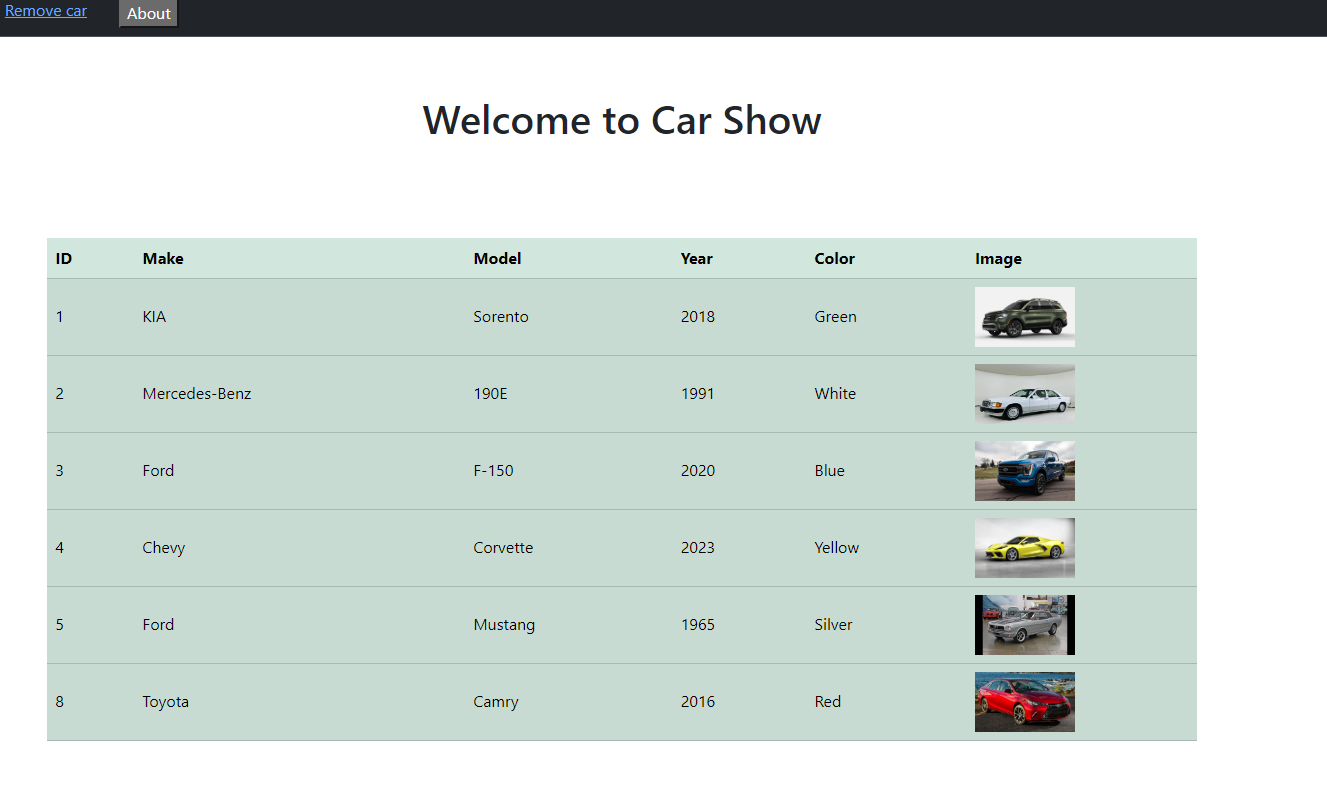 Remove car About
Welcome to Car Show
ID Make Model Year Color Image
1 KIA Sorento 2018 Green
2 Mercedes-Benz 190E 1991 White
3 Ford F-150 2020 Blue
4 Chevy Corvette 2023 Yellow
5 Ford Mustang 1965 Silver
8 Toyota Camry 2016 Red